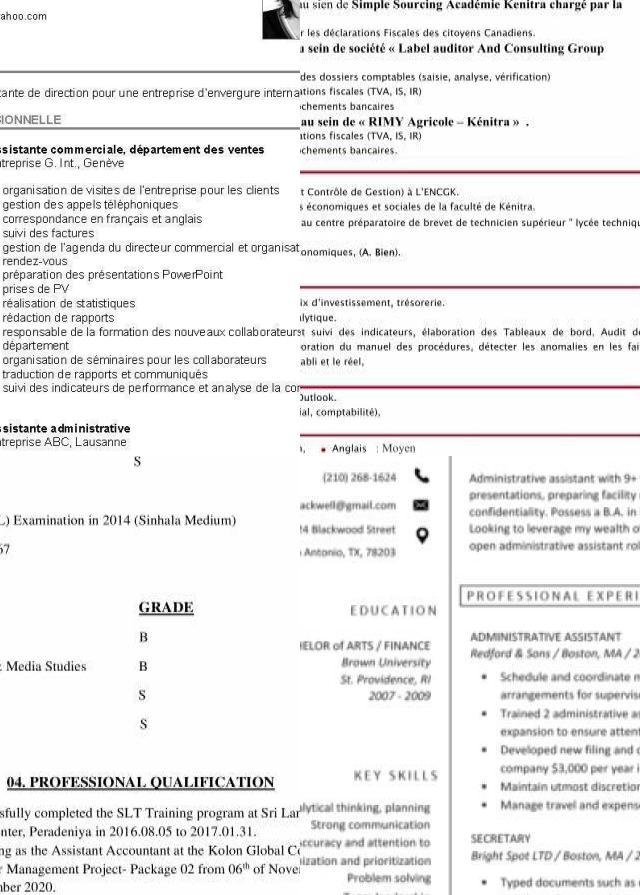 ahoo.com
ante de direction pour une entreprise d'envergure interna
SIONNELLE
ssistante commerciale, département des ventes
treprise G. Int., Genève
organisation de visites de l'entreprise pour les clients
gestion des appels téléphoniques
correspondance en français et anglais
suivi des factures
gestion de l'agenda du directeur commercial et organisat
rendez-vous
préparation des présentations PowerPoint
prises de PV
réalisation de statistiques
rédaction de rapports
responsable de la formation des nouveaux collaborateurs
département
organisation de séminaires pour les collaborateurs
traduction de rapports et communiqués
suivi des indicateurs de performance et analyse de la con
ssistante administrative
treprise ABC, Lausanne
au sien de Simple Sourcing Académie Kenitra chargé par la
r les déclarations Fiscales des citoyens Canadiens.
u sein de société « Label auditor And Consulting Group
des dossiers comptables (saisie, analyse, vérification)
ations fiscales (TVA, IS, IR)
chements bancaires
au sein de « RIMY Agricole – Kénitra » .
ations fiscales (TVA, IS, IR)
chements bancaires.
t Contrôle de Gestion) à L'ENCGK.
s économiques et sociales de la faculté de Kénitra.
au centre préparatoire de brevet de technicien supérieur " lycée techniqu
onomiques, (A. Bien).
ix d'investissement, trésorerie.
lytique.
t suivi des indicateurs, élaboration des Tableaux de bord, Audit de
oration du manuel des procédures, détecter les anomalies en les fai
abli et le réel,
Outlook.
ial, comptabilité),
), • Anglais : Moyen
S
L) Examination in 2014 (Sinhala Medium)
67
GRADE
B
& Media Studies B
S
S
04. PROFESSIONAL QUALIFICATION
sfully completed the SLT Training program at Sri Lan
nter, Peradeniya in 2016.08.05 to 2017.01.31.
ng as the Assistant Accountant at the Kolon Global Co
r Management Project- Package 02 from 06th of Nove
mber 2020.
(210) 268-1624
ackwell@gmail.com
24 Blackwood Street
Antonio, TX, 78203
EDUCATION
HELOR of ARTS / FINANCE
Brown University
St. Providence, RI
2007 - 2009
KEY SKILLS
alytical thinking, planning
Strong communication
accuracy and attention to
nization and prioritization
Problem solving
Administrative assistant with 9+
presentations, preparing facility
confidentiality. Possess a B.A. in
Looking to leverage my wealth o
open administrative assistant rol
PROFESSIONAL EXPERI
ADMINISTRATIVE ASSISTANT
Redford & Sons / Boston, MA / 2
• Schedule and coordinate m
arrangements for superviso
• Trained 2 administrative as
expansion to ensure attent
• Developed new filing and o
company $3,000 per year i
• Maintain utmost discretion
• Manage travel and expens
SECRETARY
Bright Spot LTD / Boston, MA / 2
• Typed documents such as